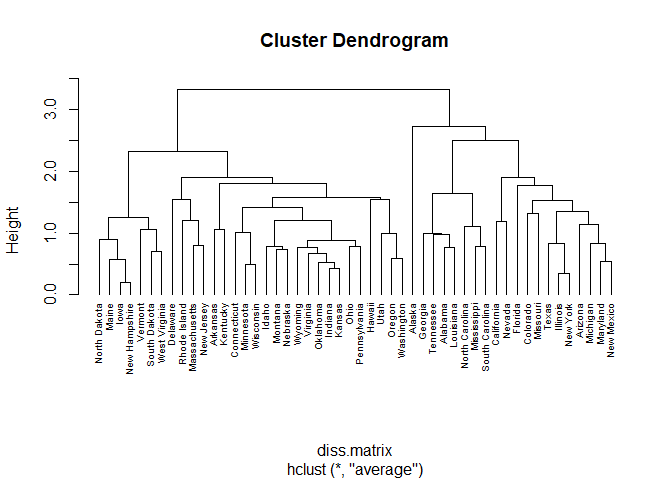 Cluster Dendrogram
Height
0.0
1.0
2.0
3.0
North Dakota
Maine
Iowa
New Hampshire
Vermont
South Dakota
West Virginia
Delaware
Rhode Island
Massachusetts
New Jersey
Arkansas
Kentucky
Connecticut
Minnesota
Wisconsin
Idaho
Montana
Nebraska
Wyoming
Virginia
Oklahoma
Indiana
Kansas
Ohio
Pennsylvania
Hawaii
Utah
Oregon
Washington
Alaska
Georgia
Tennessee
Alabama
Louisiana
North Carolina
Mississippi
South Carolina
California
Nevada
Florida
Colorado
Missouri
Texas
Illinois
New York
Arizona
Michigan
Maryland
New Mexico
diss.matrix
hclust (*, "average")